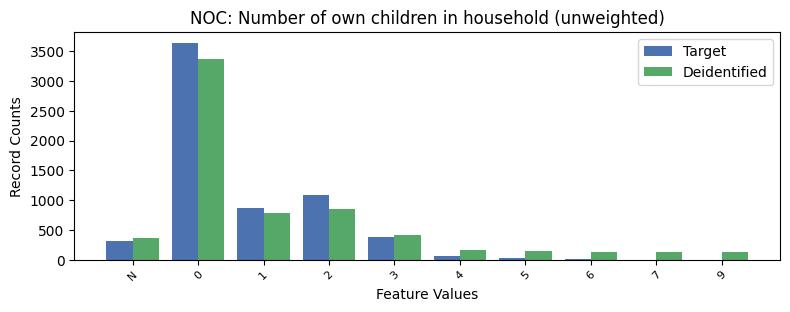 NOC: Number of own children in household (unweighted)
Target
Deidentified
Record Counts
3500
3000
2500
2000
1500
1000
500
0
N 0 1 2 3 4 5 6 7 9
Feature Values